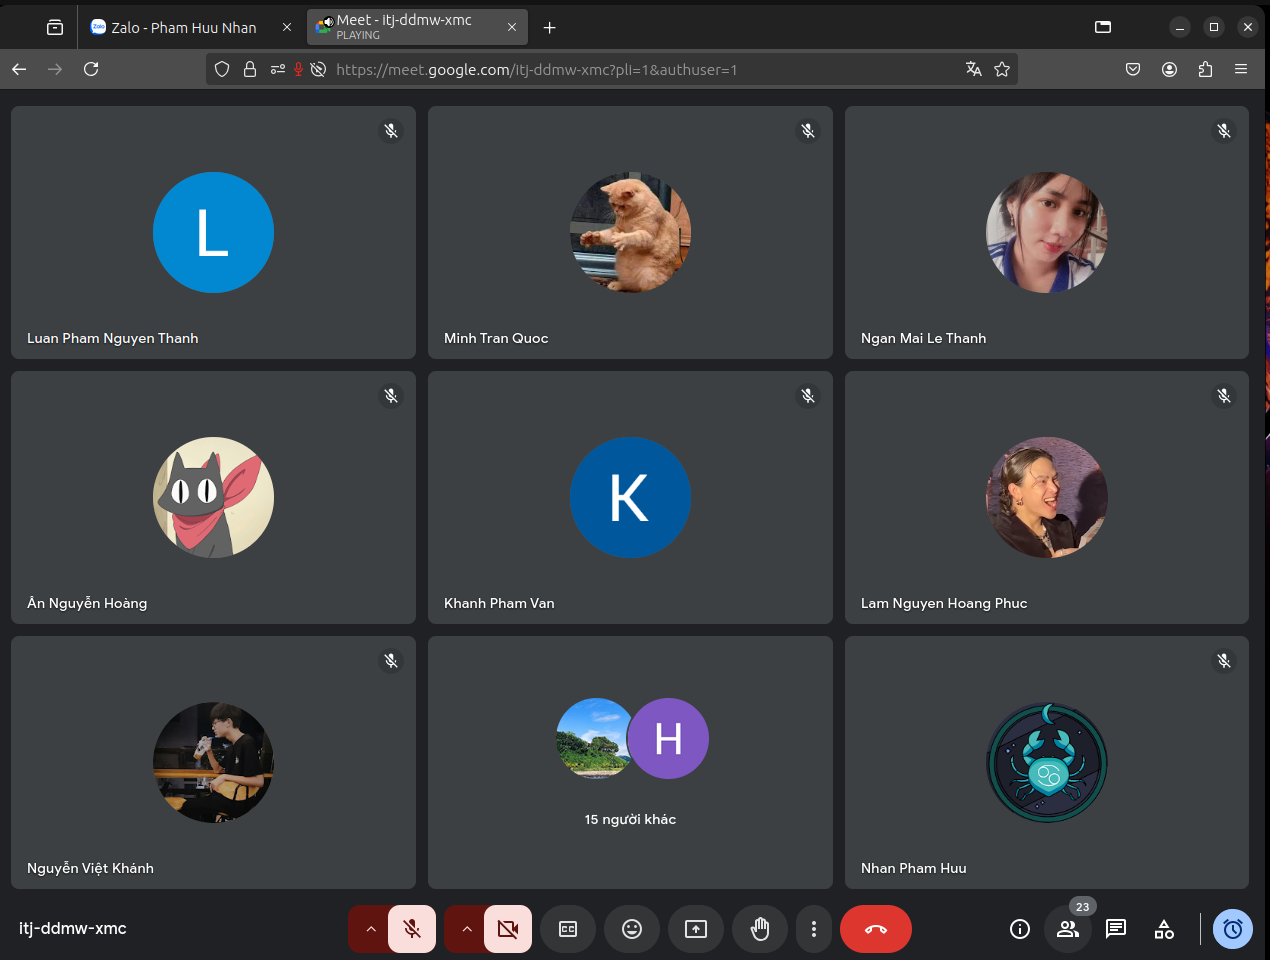 Zalo - Pham Huu Nhan
Meet - itj-ddmw-xmc
PLAYING
https://meet.google.com/itj-ddmw-xmc?pli=1&authuser=1
L
Luan Pham Nguyen Thanh
Minh Tran Quoc
Ngan Mai Le Thanh
Ân Nguyễn Hoàng
K
Khanh Pham Van
Lam Nguyen Hoang Phuc
Nguyễn Việt Khánh
H
15 người khác
Nhan Pham Huu
itj-ddmw-xmc
23